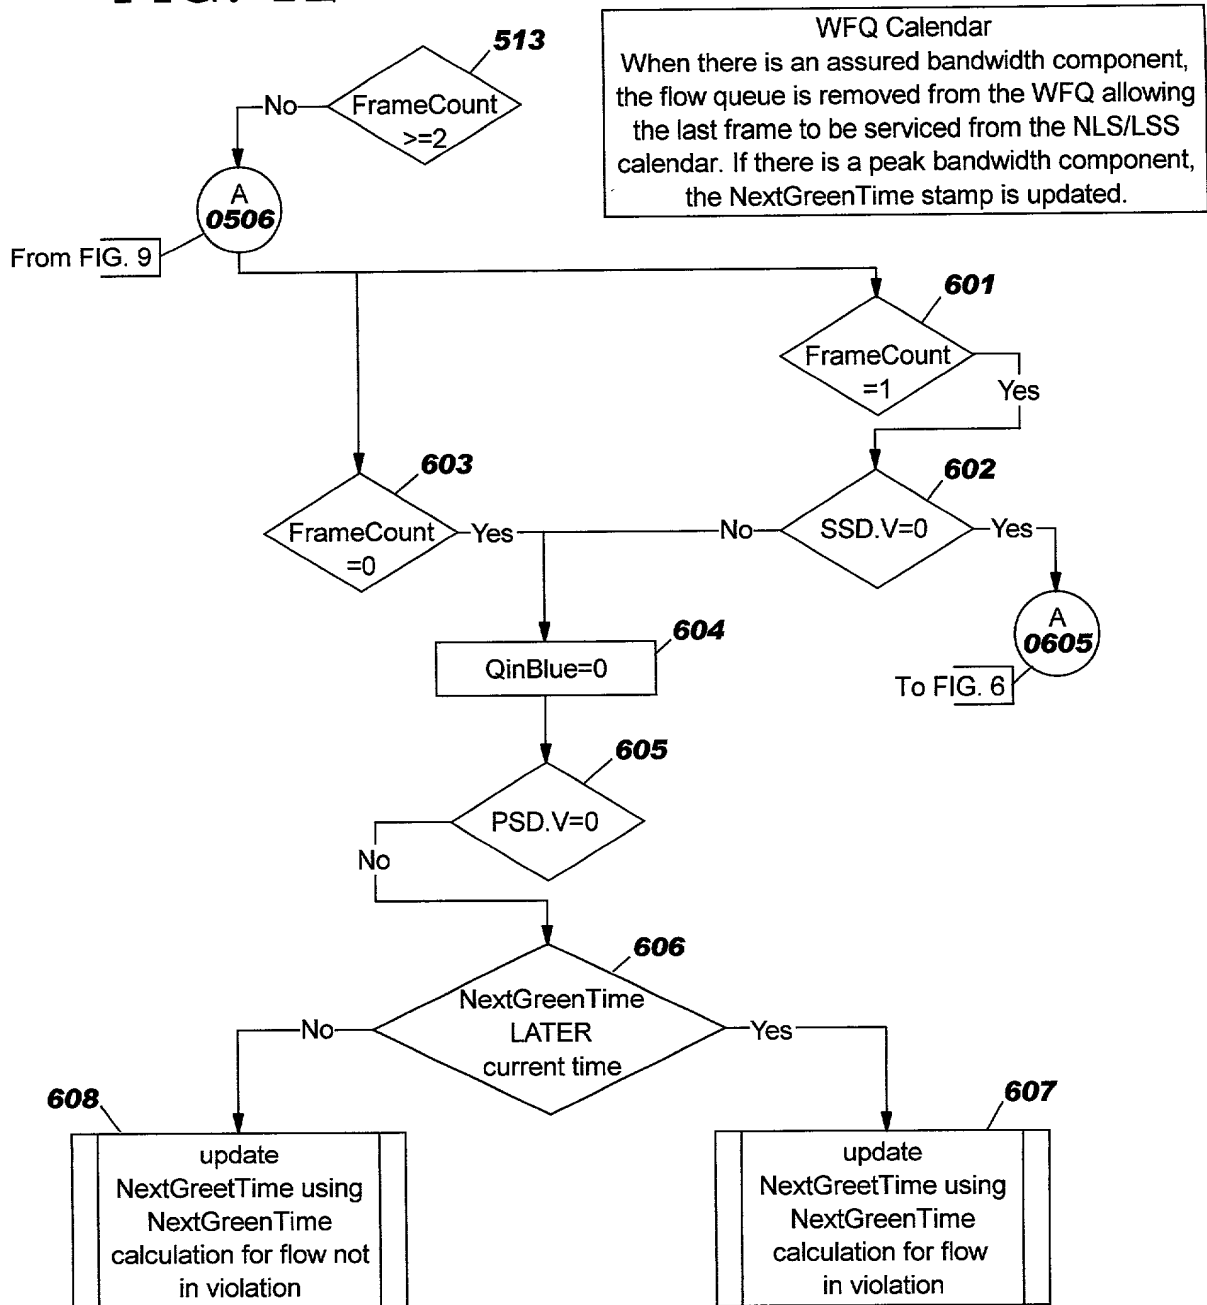 WFQ Calendar
When there is an assured bandwidth component,
the flow queue is removed from the WFQ allowing
the last frame to be serviced from the NLS/LSS
calendar. If there is a peak bandwidth component,
the NextGreenTime stamp is updated.
513
FrameCount
>=2
No
A
0506
From FIG. 9
601
FrameCount
=1
Yes
603
FrameCount
=0
Yes
602
SSD.V=0
No
Yes
A
0605
To FIG. 6
604
QinBlue=0
605
PSD.V=0
No
606
NextGreenTime
LATER
current time
No
Yes
608
update
NextGreetTime using
NextGreenTime
calculation for flow not
in violation
607
update
NextGreetTime using
NextGreenTime
calculation for flow
in violation